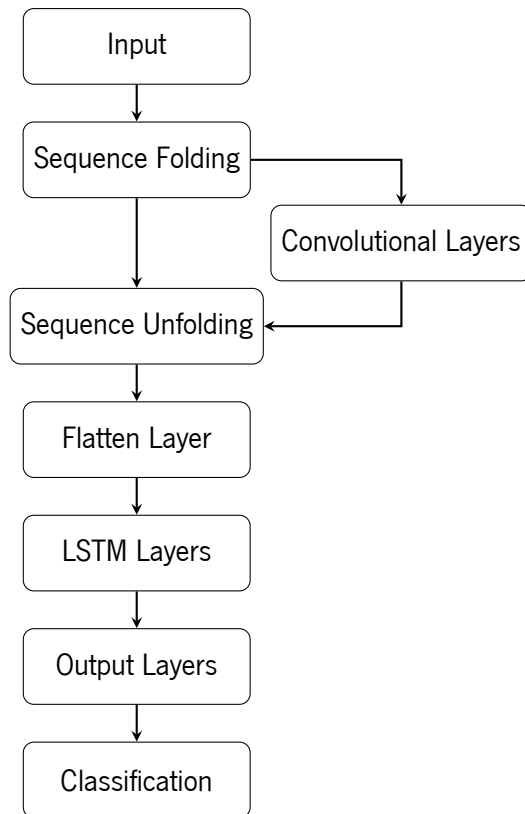 Input
Sequence Folding
Convolutional Layers
Sequence Unfolding
Flatten Layer
LSTM Layers
Output Layers
Classification